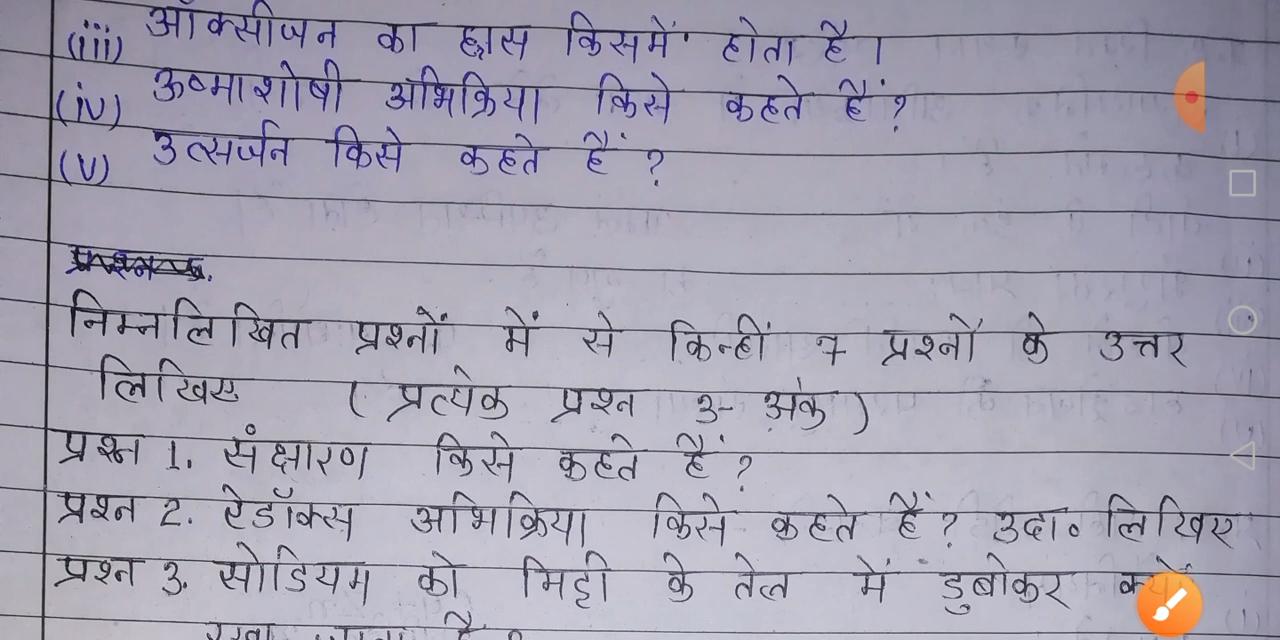 (iii) ऑक्सीजन का ह्रास किसमें होता है।
(iv) ऊष्माशोषी अभिक्रिया किसे कहते हैं?
(v) उत्सर्जन किसे कहते हैं?
निम्नलिखित प्रश्नों में से किन्हीं 7 प्रश्नों के उत्तर
लिखिए (प्रत्येक प्रश्न 3- अंक)
प्रश्न 1. संक्षारण किसे कहते हैं?
प्रश्न 2. रेडॉक्स अभिक्रिया किसे कहते हैं? उदा० लिखिए
प्रश्न 3. सोडियम को मिट्टी के तेल में डुबोकर क्यों